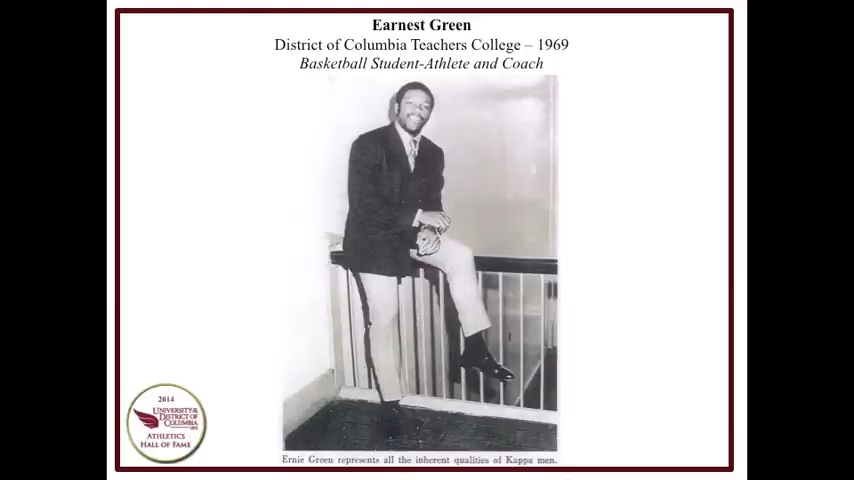 Earnest Green
District of Columbia Teachers College – 1969
Basketball Student-Athlete and Coach
2014
UNIVERSITY OF
DISTRICT OF
COLUMBIA
ATHLETICS
HALL OF FAME
Ernie Green represents all the inherent qualities of Kappa men.